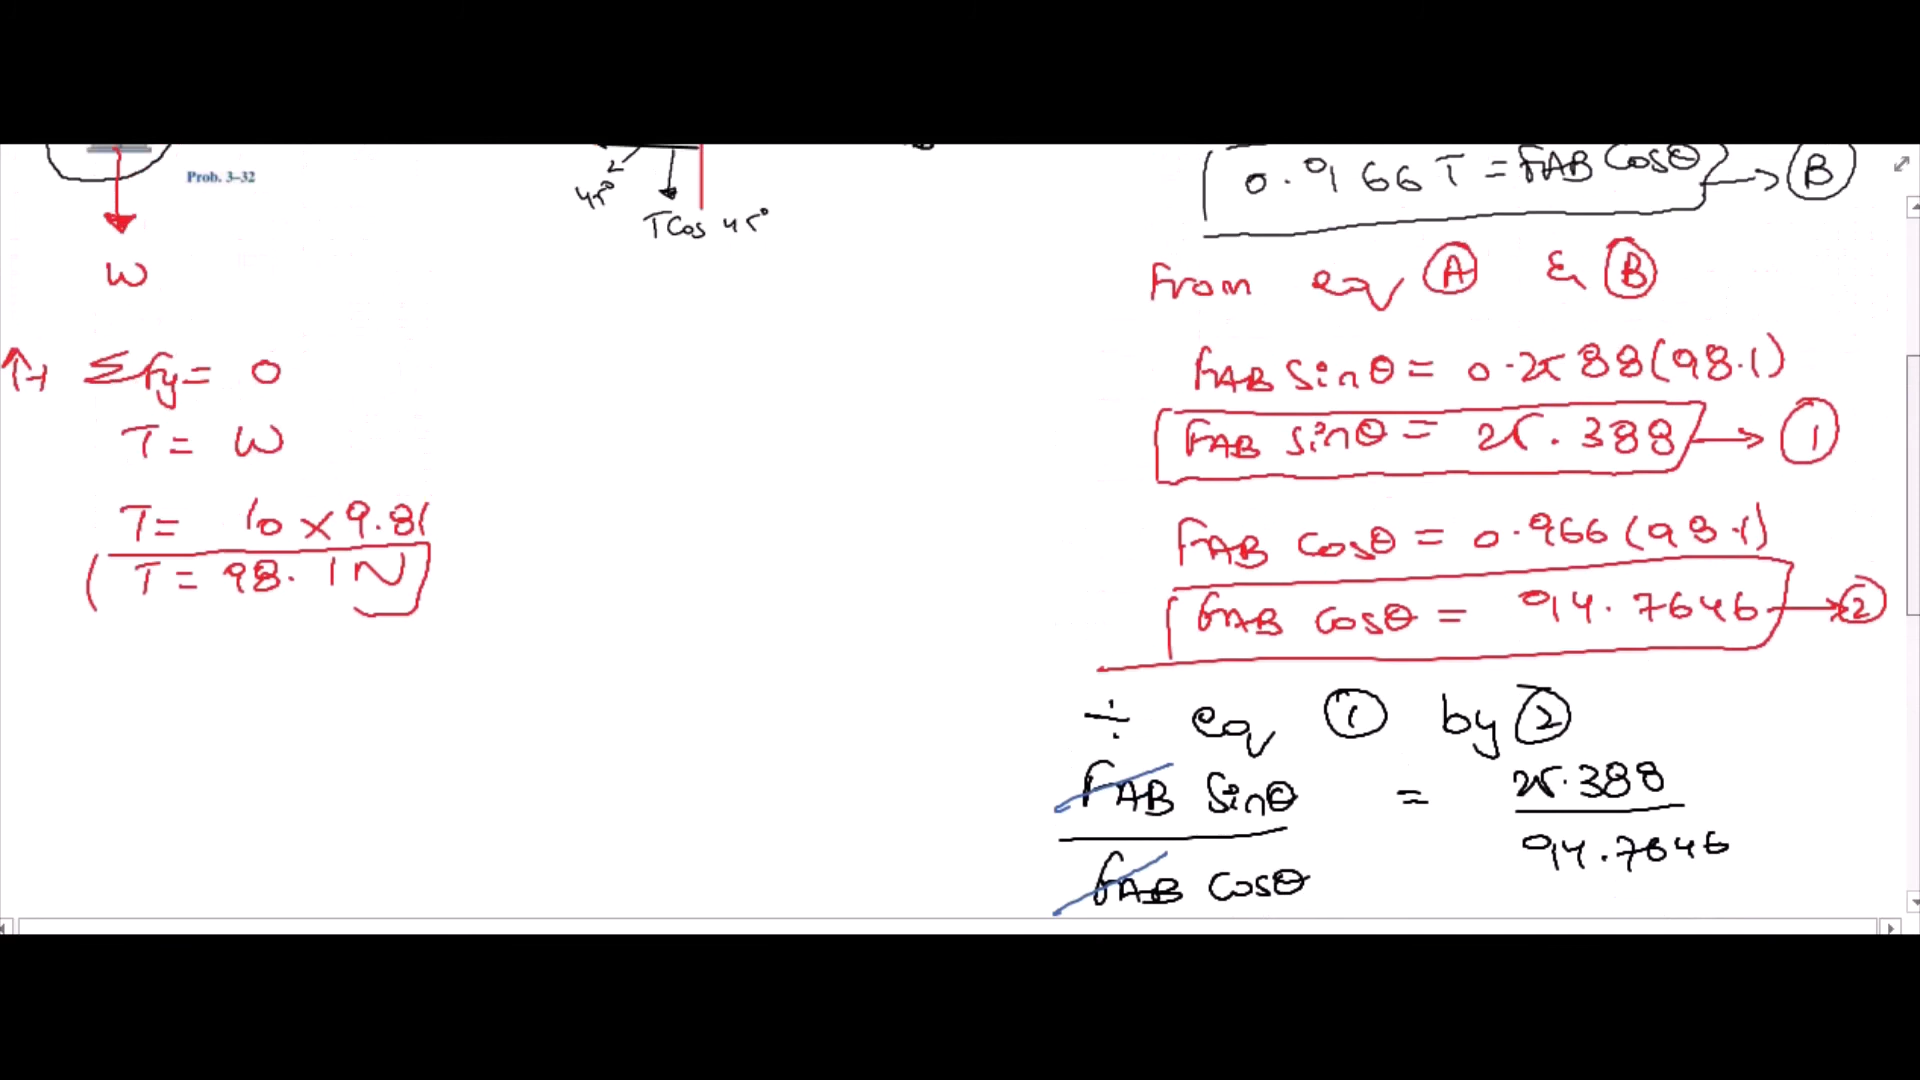 Prob. 3–32
W
45°
T Cos 45°
↑+ ΣFy = 0
T = W
T = 10 × 9.81
T = 98.1 N
0.966 T = FAB Cosθ → B
From eq A & B
FAB Sinθ = 0.2588(98.1)
FAB Sinθ = 25.388 → 1
FAB Cosθ = 0.966(98.1)
FAB Cosθ = 94.7646 → 2
÷ eq 1 by 2
FAB Sinθ = 25.388
FAB Cosθ 94.7646